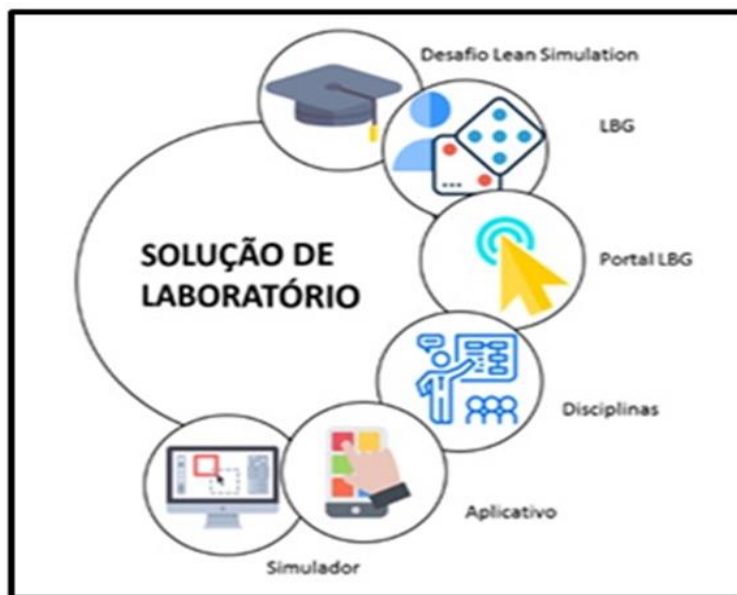 Desafio Lean Simulation
LBG
Portal LBG
SOLUÇÃO DE
LABORATÓRIO
Disciplinas
Aplicativo
Simulador